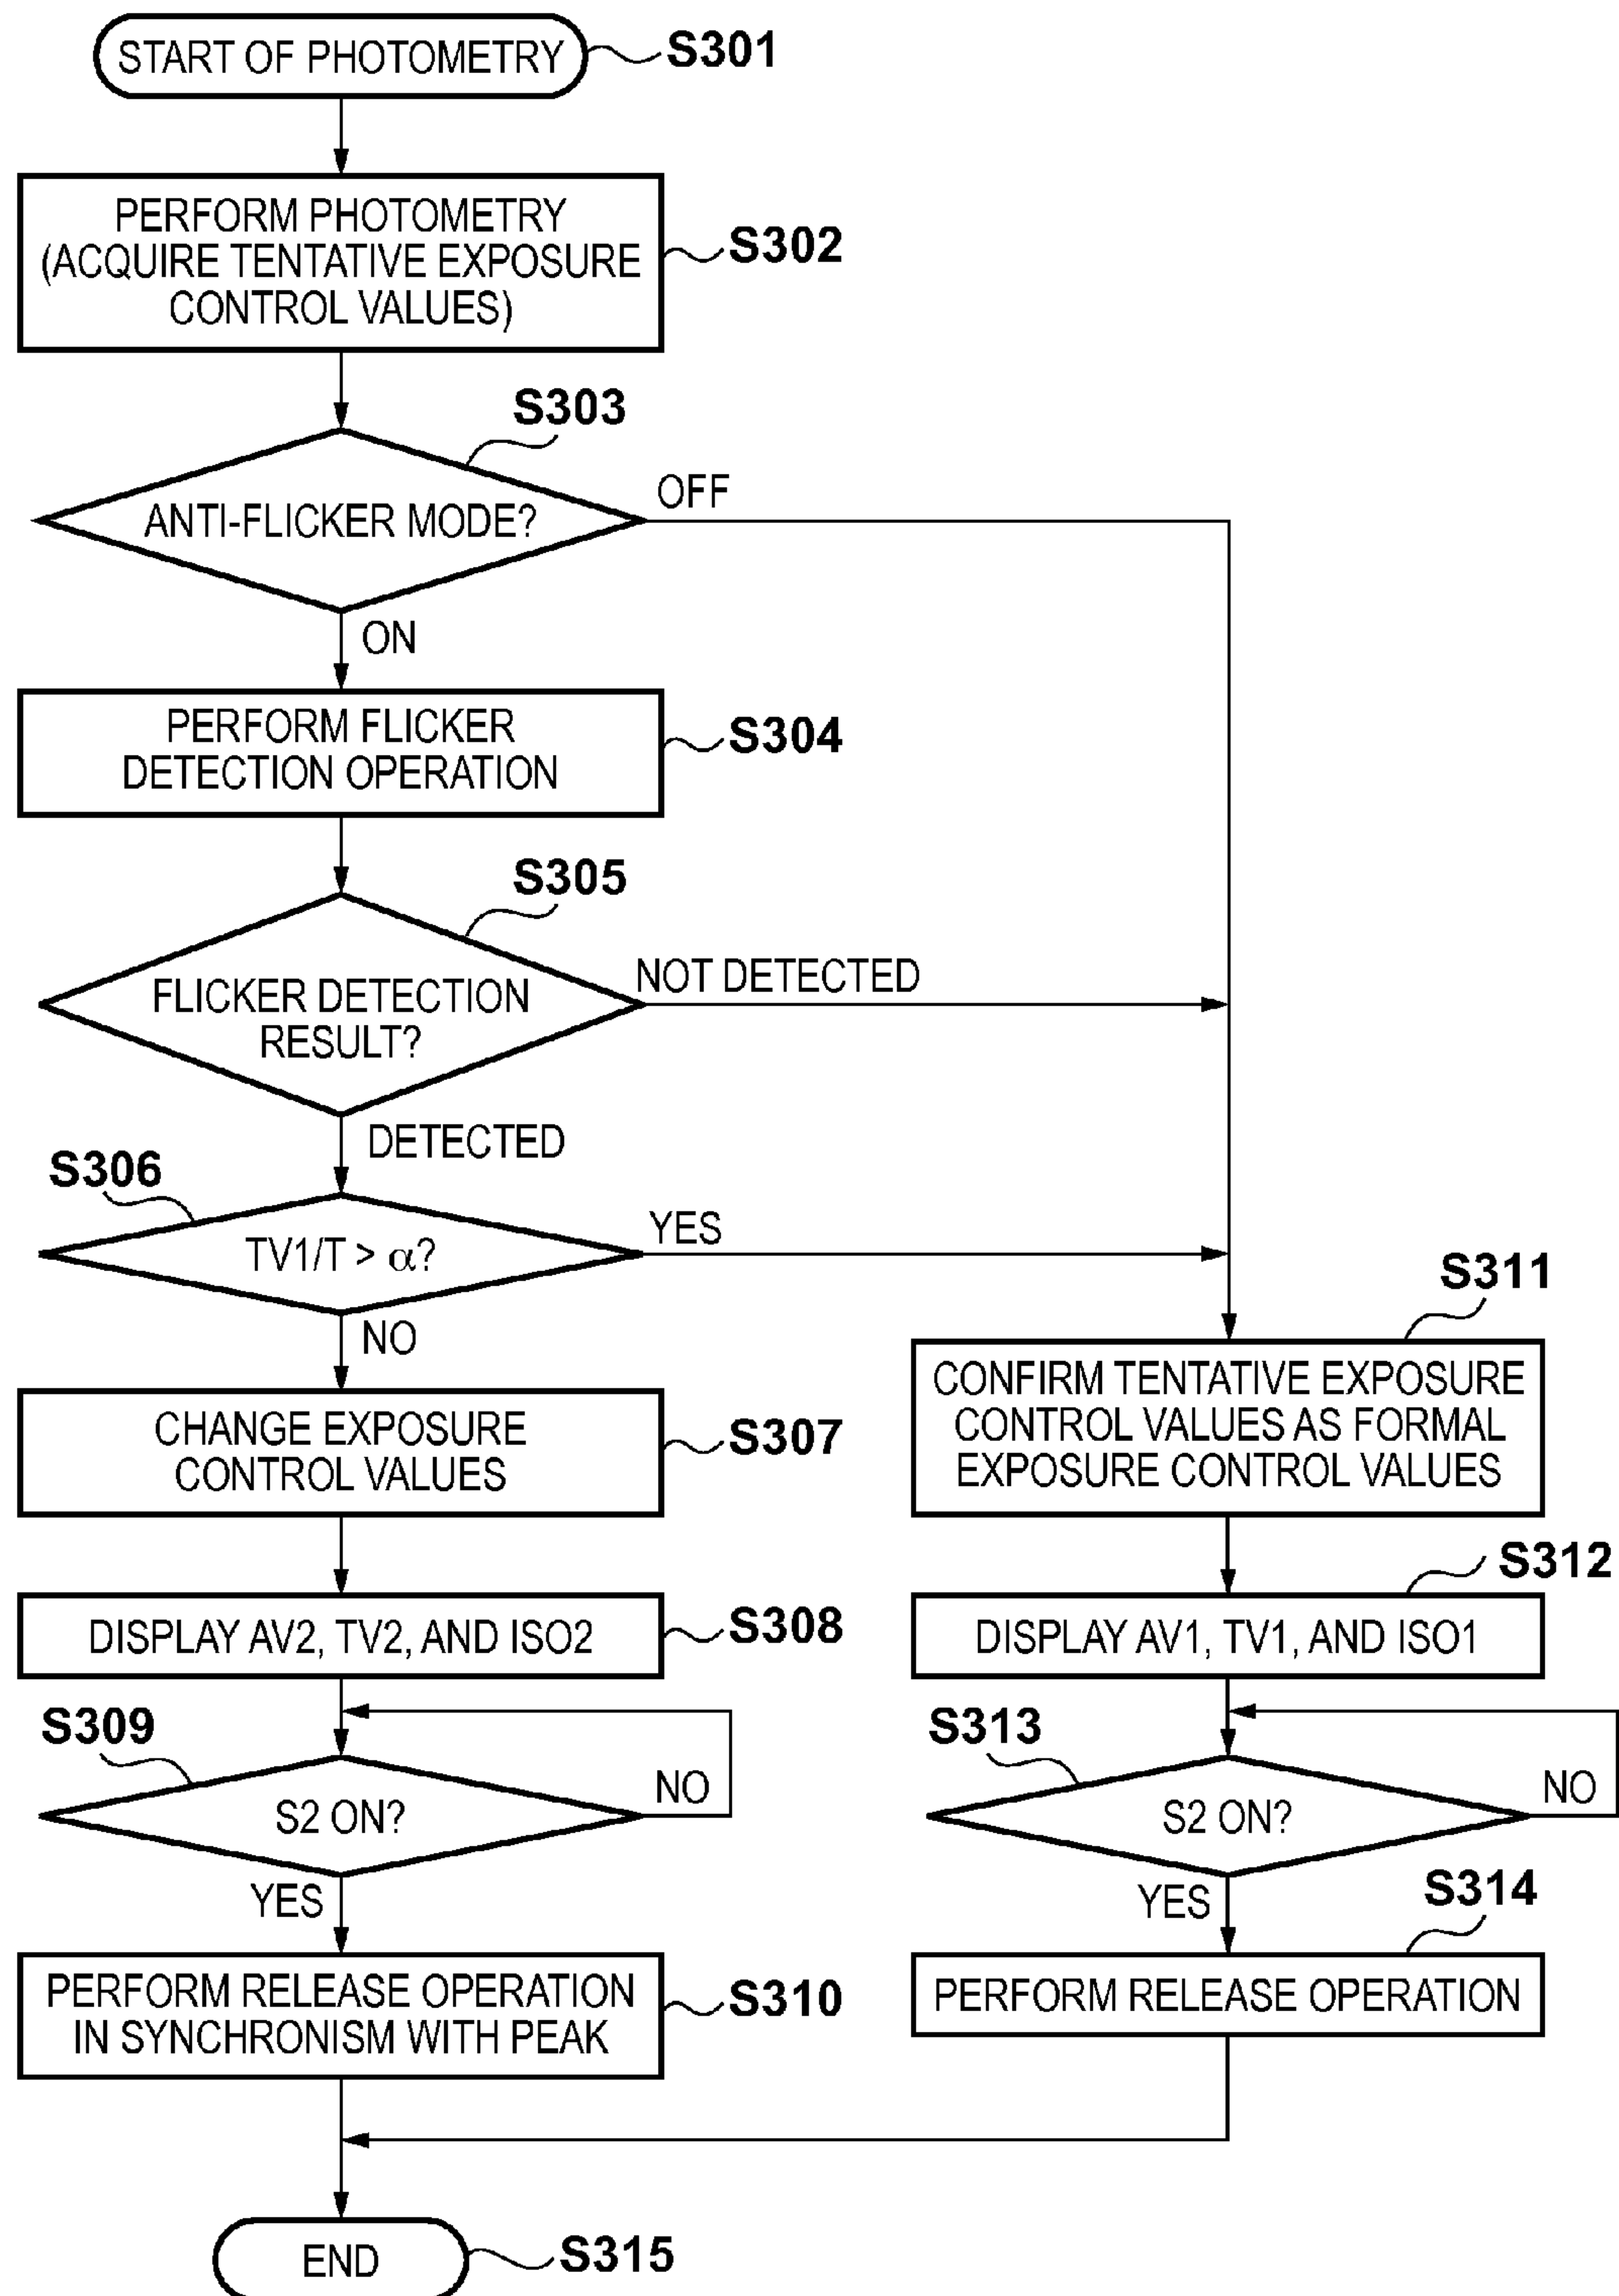 START OF PHOTOMETRY
S301
PERFORM PHOTOMETRY
(ACQUIRE TENTATIVE EXPOSURE
CONTROL VALUES)
S302
S303
ANTI-FLICKER MODE?
OFF
ON
PERFORM FLICKER
DETECTION OPERATION
S304
S305
FLICKER DETECTION
RESULT?
NOT DETECTED
DETECTED
S306
TV1/T > α?
YES
NO
CHANGE EXPOSURE
CONTROL VALUES
S307
S311
CONFIRM TENTATIVE EXPOSURE
CONTROL VALUES AS FORMAL
EXPOSURE CONTROL VALUES
DISPLAY AV2, TV2, AND ISO2
S308
S312
DISPLAY AV1, TV1, AND ISO1
S309
S2 ON?
NO
YES
S313
S2 ON?
NO
YES
PERFORM RELEASE OPERATION
IN SYNCHRONISM WITH PEAK
S310
S314
PERFORM RELEASE OPERATION
END
S315